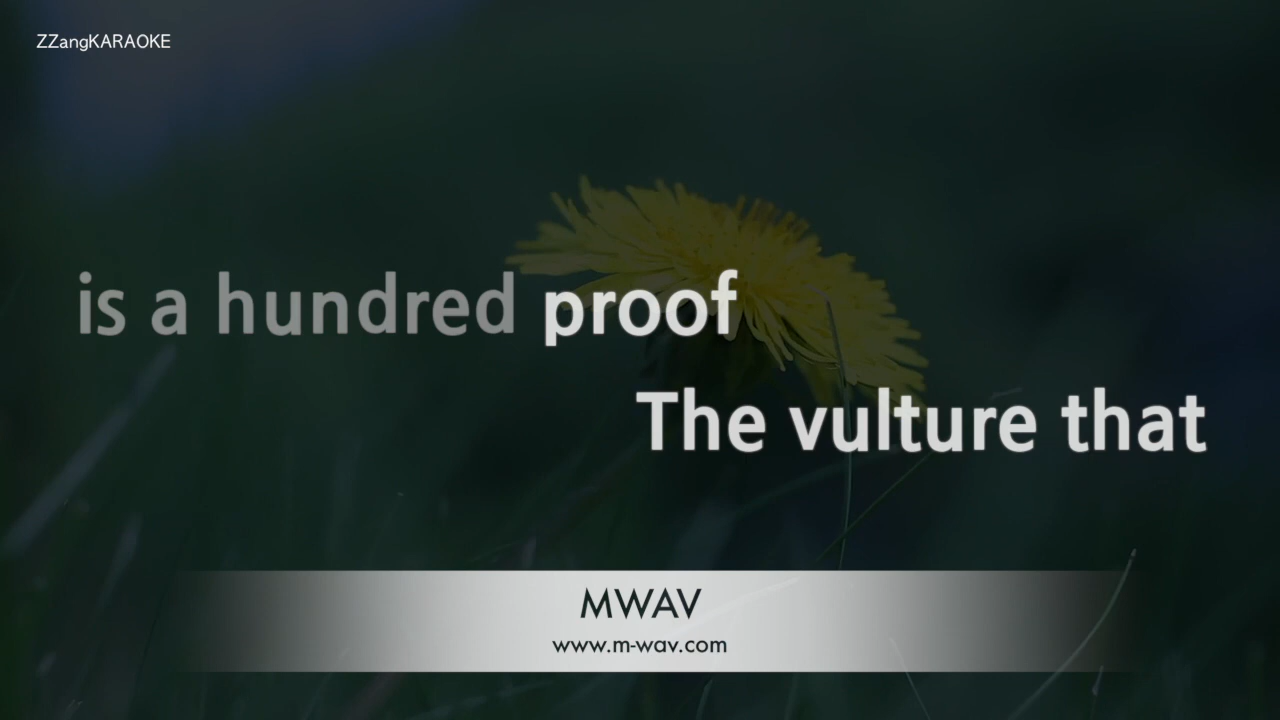 ZZangKARAOKE
is a hundred proof
The vulture that
MWAV
www.m-wav.com